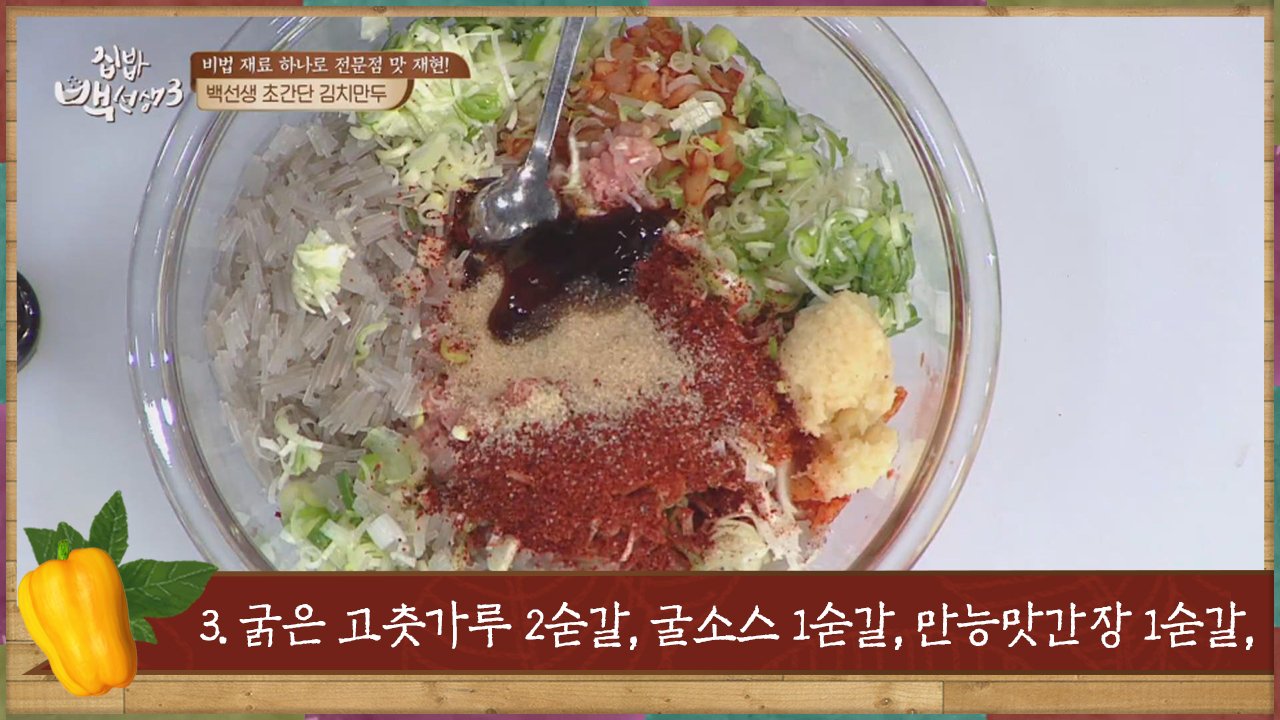 집밥
백선생3
비법 재료 하나로 전문점 맛 재현!
백선생 초간단 김치만두
3. 굵은 고춧가루 2숟갈, 굴소스 1숟갈, 만능맛간장 1숟갈,